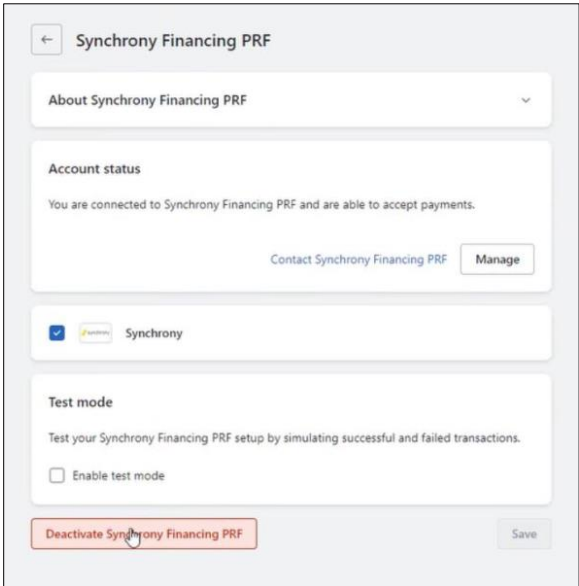 Synchrony Financing PRF
About Synchrony Financing PRF
Account status
You are connected to Synchrony Financing PRF and are able to accept payments.
Contact Synchrony Financing PRF Manage
synchrony Synchrony
Test mode
Test your Synchrony Financing PRF setup by simulating successful and failed transactions.
Enable test mode
Deactivate Synchrony Financing PRF Save